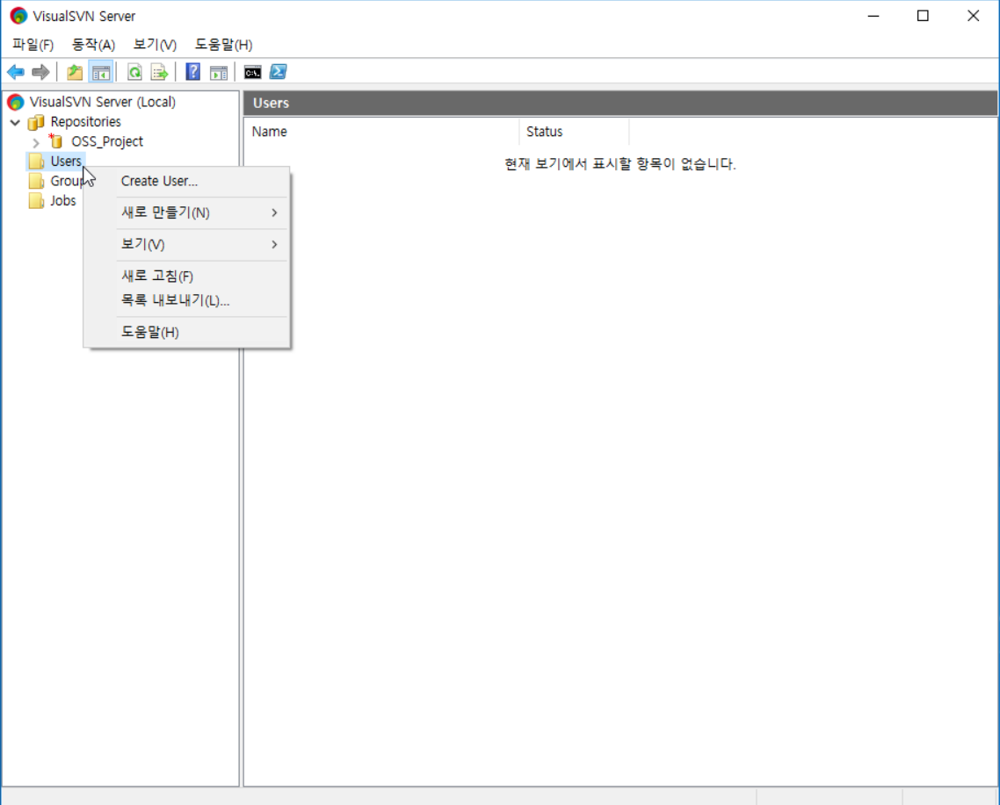 VisualSVN Server
파일(F) 동작(A) 보기(V) 도움말(H)
C:\.
VisualSVN Server (Local)
Repositories
OSS_Project
Users
Group
Jobs
Create User...
새로 만들기(N)
보기(V)
새로 고침(F)
목록 내보내기(L)...
도움말(H)
Users
Name Status
현재 보기에서 표시할 항목이 없습니다.